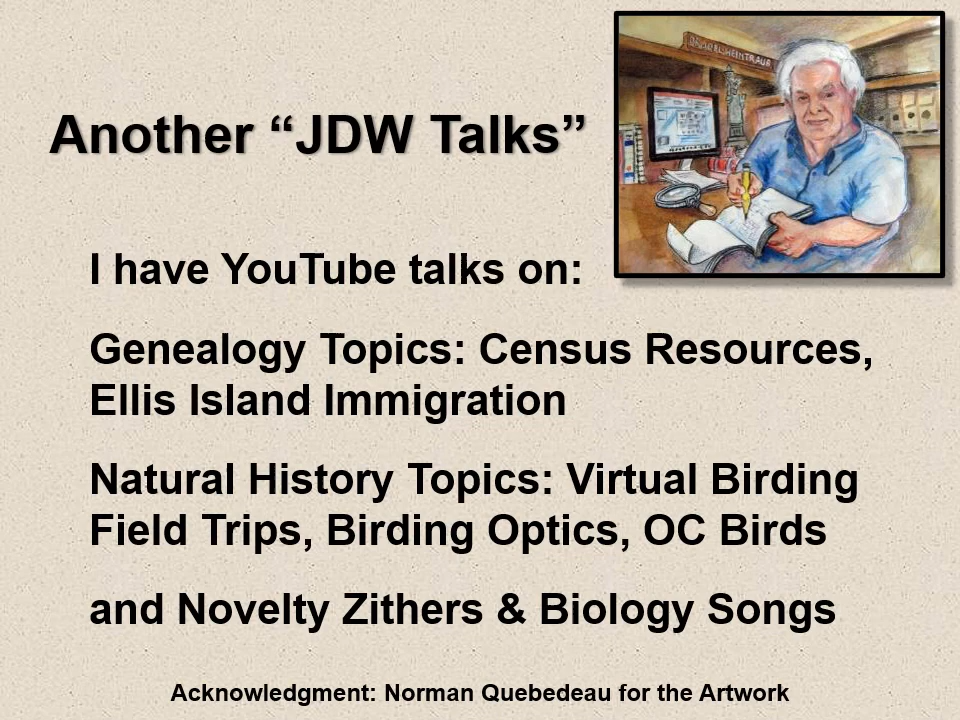 Another “JDW Talks”
I have YouTube talks on:
Genealogy Topics: Census Resources,
Ellis Island Immigration
Natural History Topics: Virtual Birding
Field Trips, Birding Optics, OC Birds
and Novelty Zithers & Biology Songs
Acknowledgment: Norman Quebedeau for the Artwork